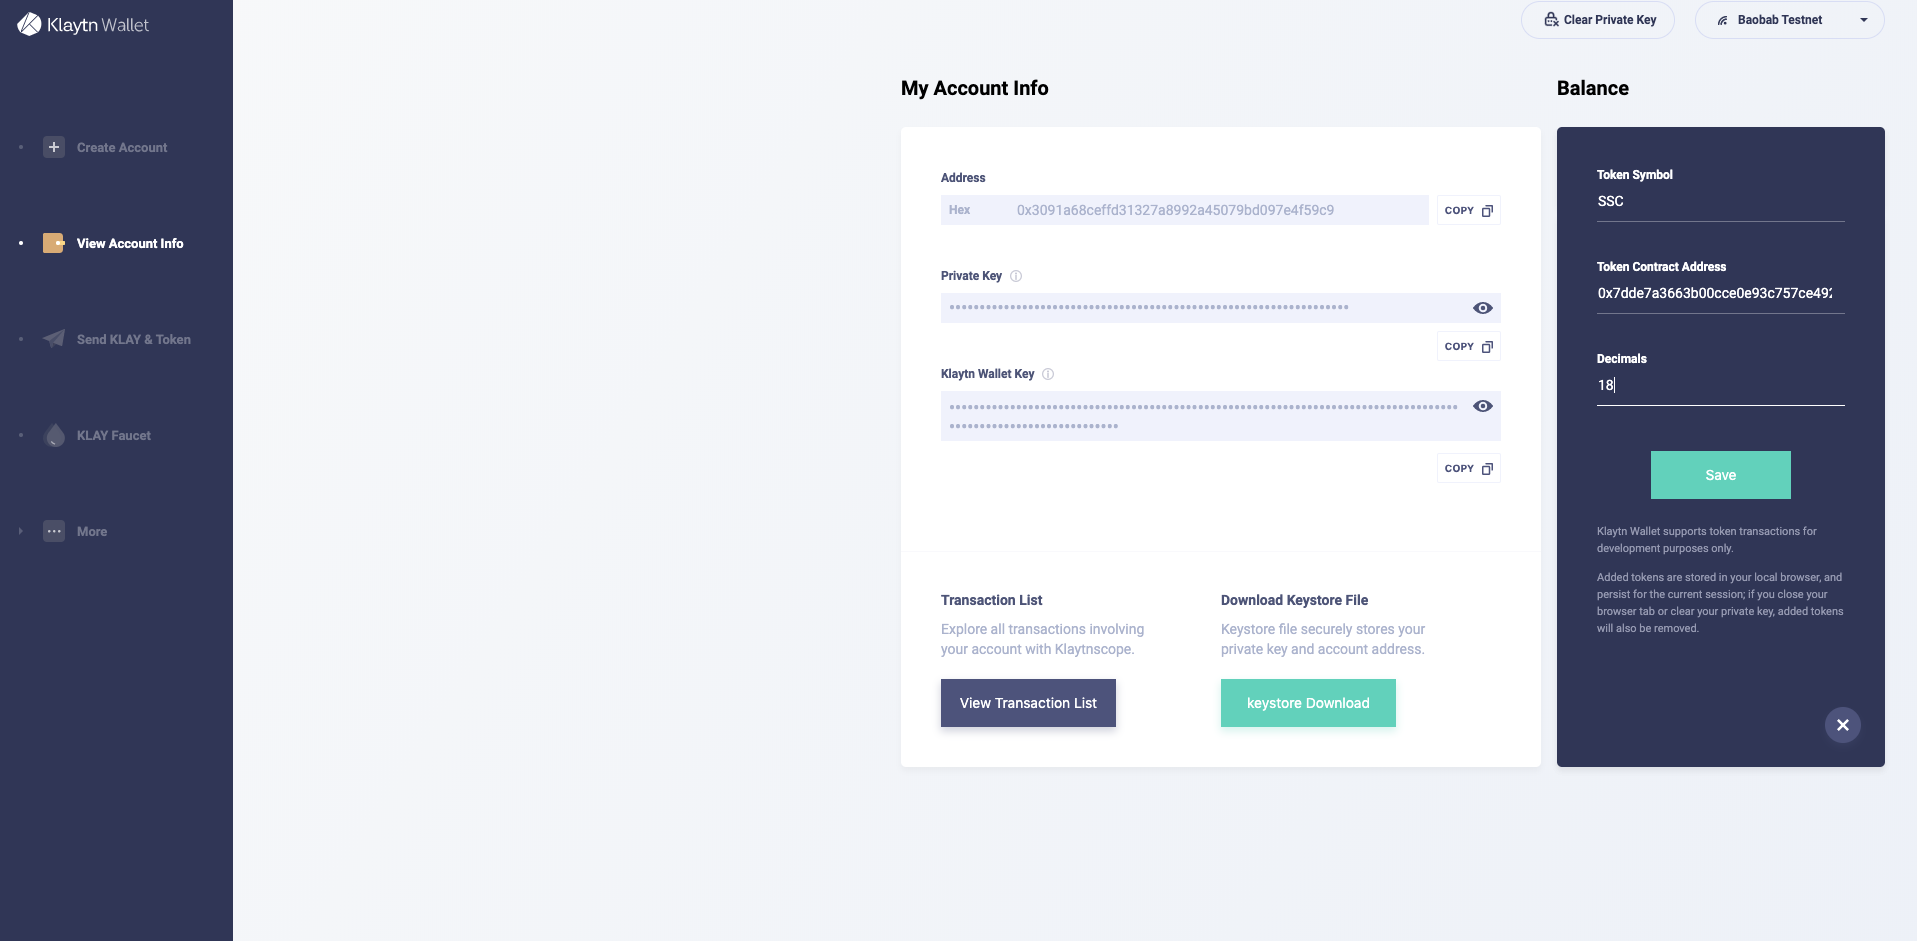 Klaytn Wallet
Clear Private Key
Baobab Testnet
Create Account
View Account Info
Send KLAY & Token
KLAY Faucet
More
My Account Info
Address
Hex 0x3091a68ceffd31327a8992a45079bd097e4f59c9
COPY
Private Key
COPY
Klaytn Wallet Key
COPY
Transaction List
Explore all transactions involving
your account with Klaytnscope.
View Transaction List
Download Keystore File
Keystore file securely stores your
private key and account address.
keystore Download
Balance
Token Symbol
SSC
Token Contract Address
0x7dde7a3663b00cce0e93c757ce492
Decimals
18
Save
Klaytn Wallet supports token transactions for
development purposes only.
Added tokens are stored in your local browser, and
persist for the current session; if you close your
browser tab or clear your private key, added tokens
will also be removed.